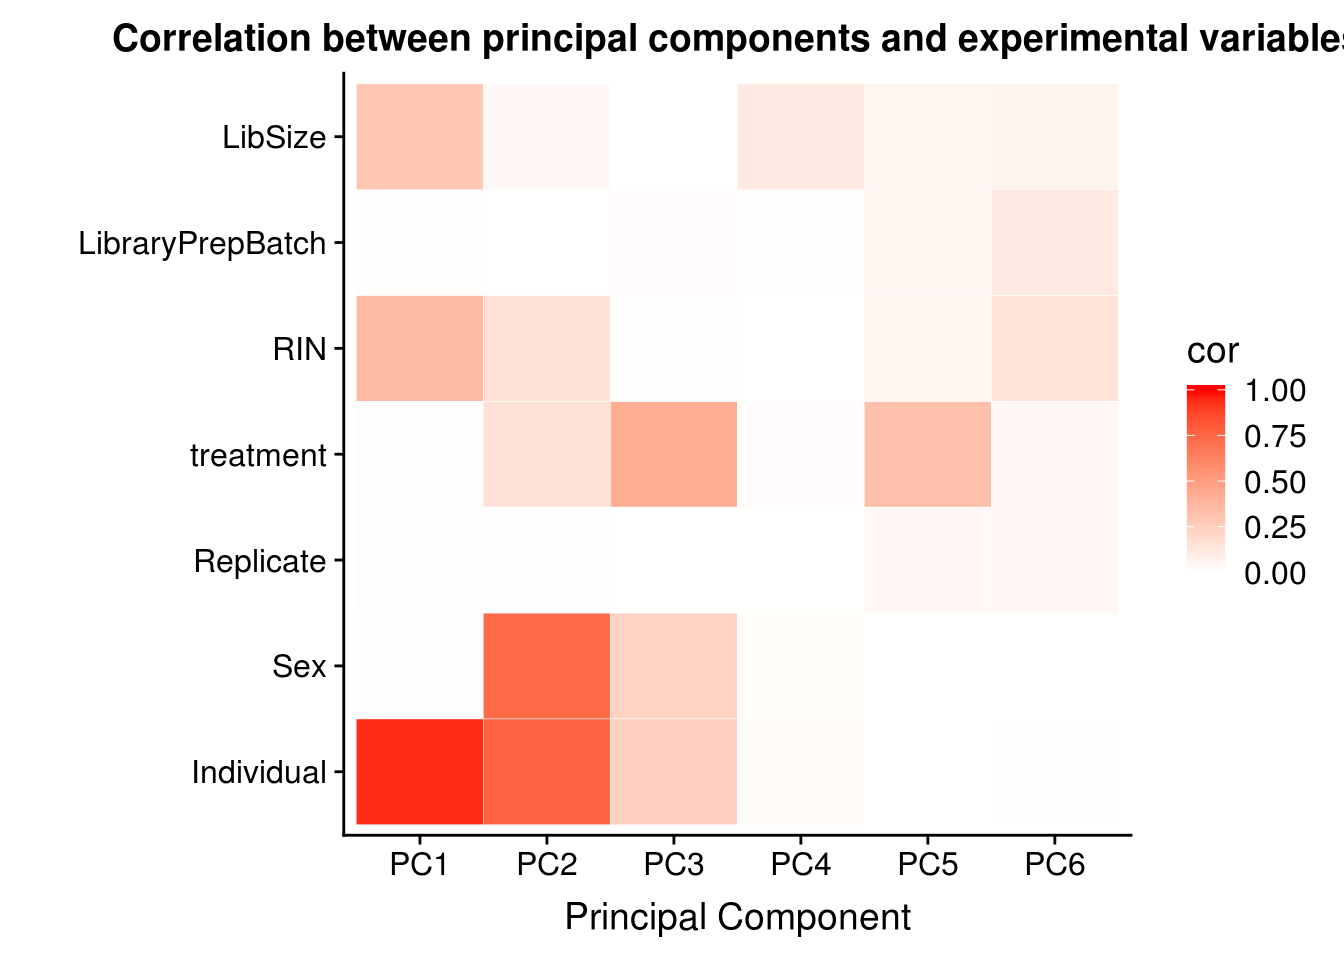 Correlation between principal components and experimental variables
LibSize
LibraryPrepBatch
RIN
treatment
Replicate
Sex
Individual
PC1 PC2 PC3 PC4 PC5 PC6
Principal Component
cor
1.00
0.75
0.50
0.25
0.00